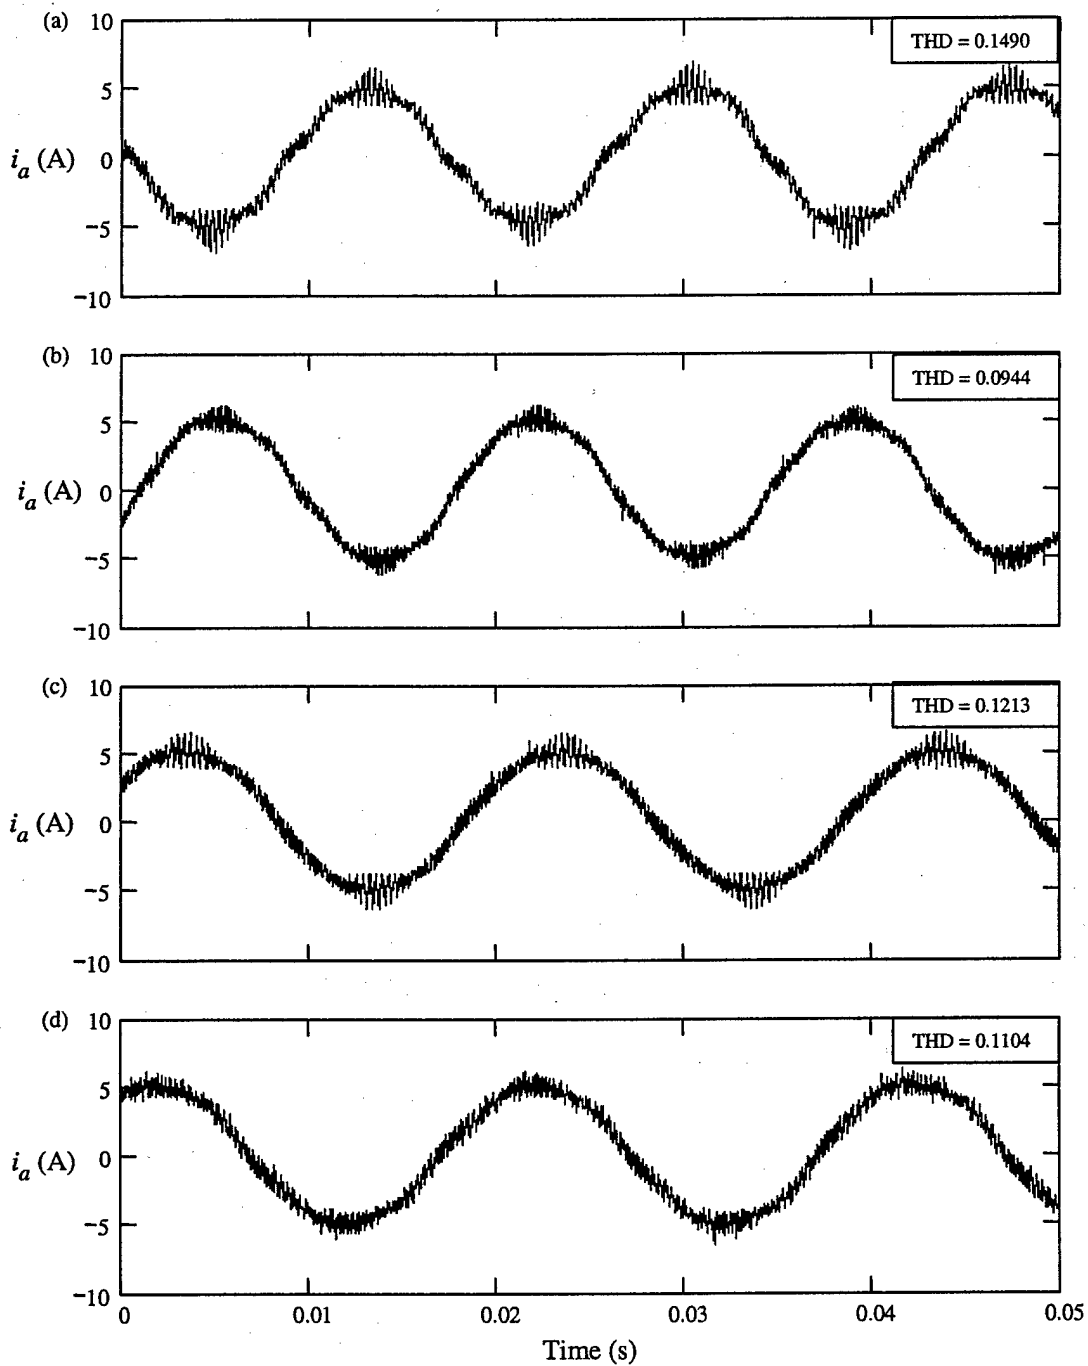 (a) 10
THD = 0.1490
5
i_a (A) 0
−5
−10
(b) 10
THD = 0.0944
5
i_a (A) 0
−5
−10
(c) 10
THD = 0.1213
5
i_a (A) 0
−5
−10
(d) 10
THD = 0.1104
5
i_a (A) 0
−5
−10
0 0.01 0.02 0.03 0.04 0.05
Time (s)